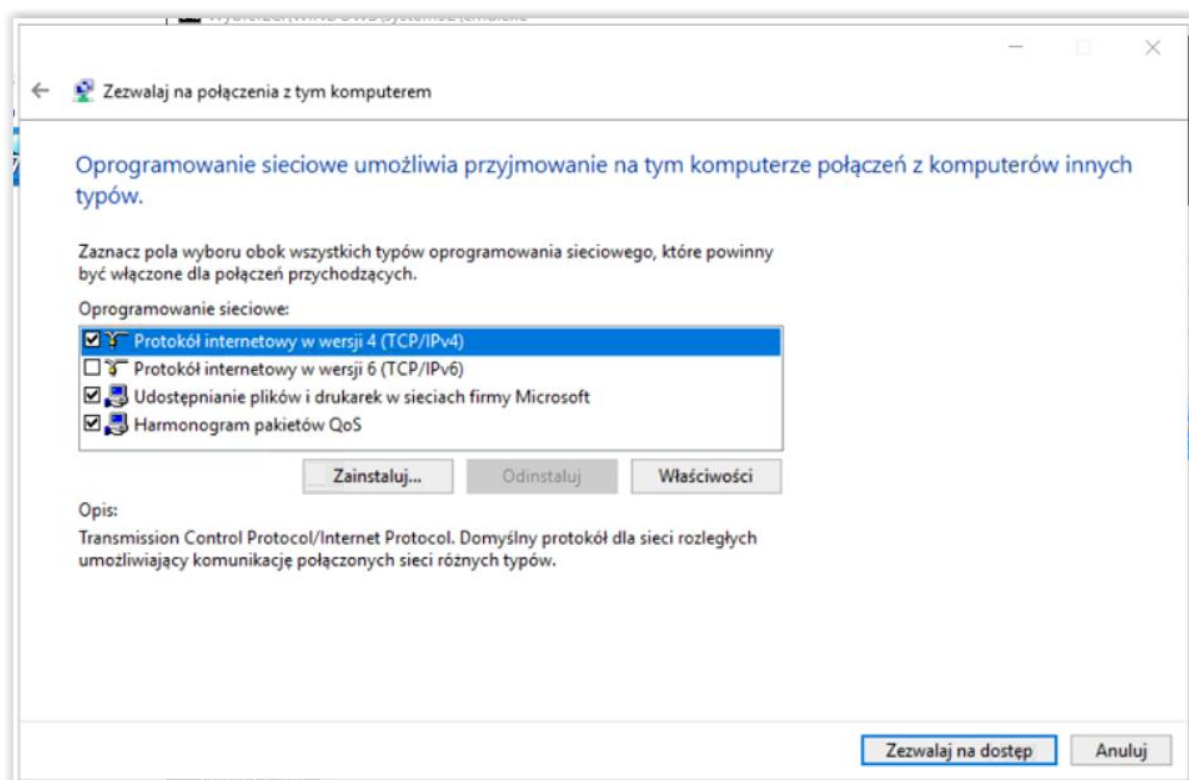 Zezwalaj na połączenia z tym komputerem
Oprogramowanie sieciowe umożliwia przyjmowanie na tym komputerze połączeń z komputerów innych
typów.
Zaznacz pola wyboru obok wszystkich typów oprogramowania sieciowego, które powinny
być włączone dla połączeń przychodzących.
Oprogramowanie sieciowe:
Protokół internetowy w wersji 4 (TCP/IPv4)
Protokół internetowy w wersji 6 (TCP/IPv6)
Udostępnianie plików i drukarek w sieciach firmy Microsoft
Harmonogram pakietów QoS
Zainstaluj... Odinstaluj Właściwości
Opis:
Transmission Control Protocol/Internet Protocol. Domyślny protokół dla sieci rozległych
umożliwiający komunikację połączonych sieci różnych typów.
Zezwalaj na dostęp Anuluj